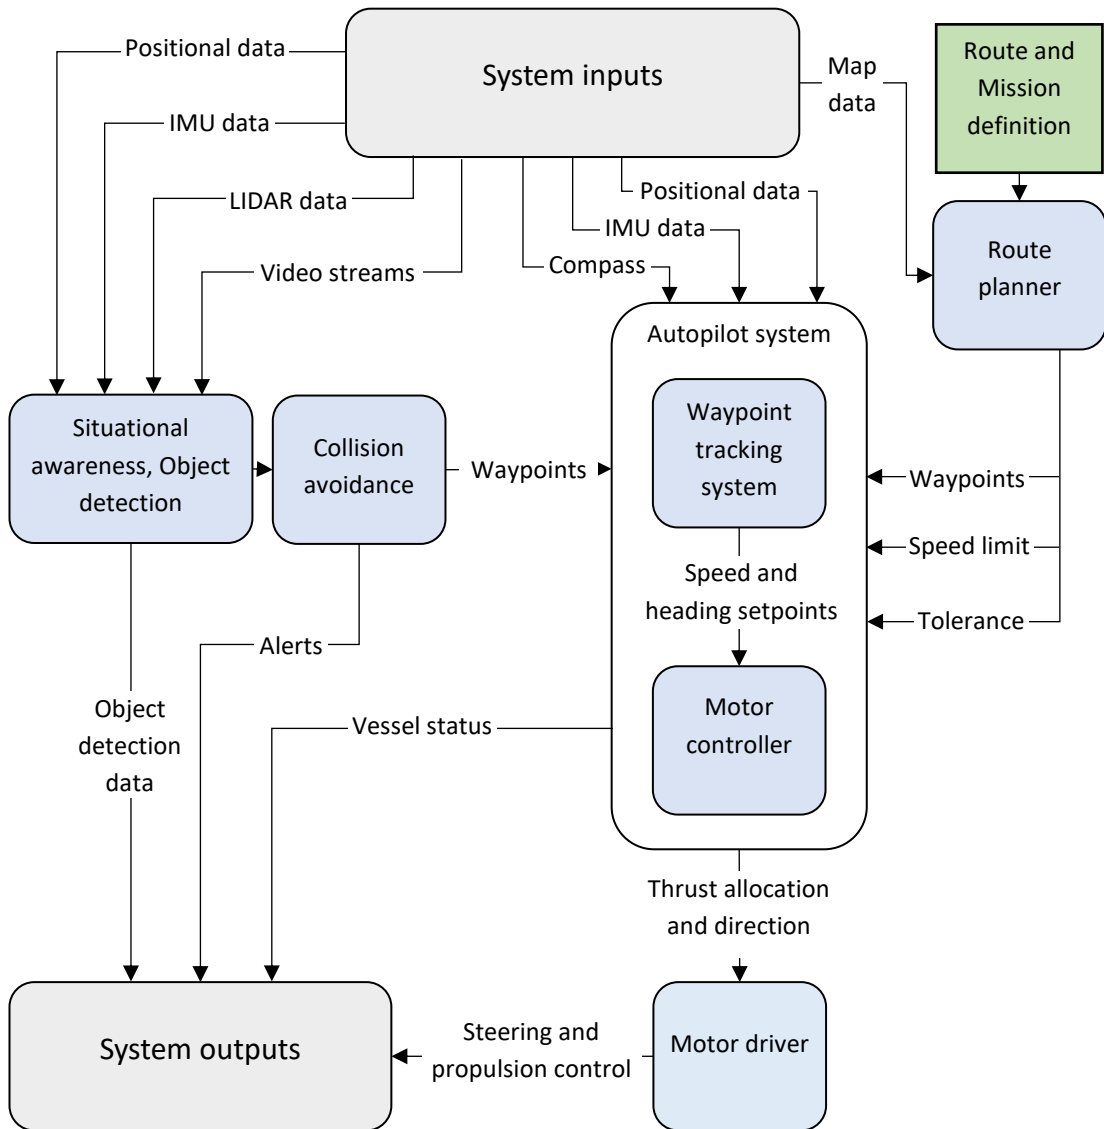 Positional data
System inputs
Map
data
Route and
Mission
definition
IMU data
LIDAR data
Positional data
IMU data
Video streams
Compass
Route
planner
Autopilot system
Situational
awareness, Object
detection
Collision
avoidance
Waypoints
Waypoint
tracking
system
Waypoints
Speed limit
Tolerance
Speed and
heading setpoints
Alerts
Object
detection
data
Vessel status
Motor
controller
Thrust allocation
and direction
System outputs
Steering and
propulsion control
Motor driver